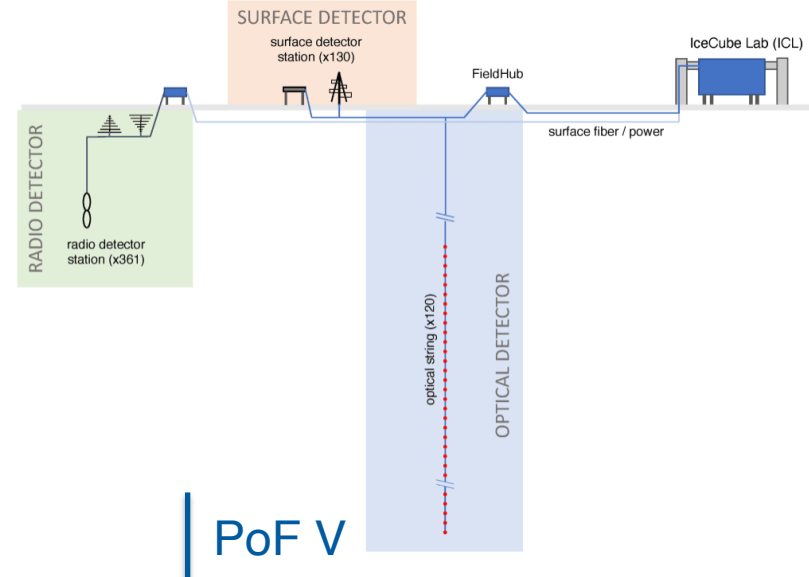 SURFACE DETECTOR
surface detector
station (x130)
FieldHub
IceCube Lab (ICL)
surface fiber / power
RADIO DETECTOR
radio detector
station (x361)
optical string (x120)
OPTICAL DETECTOR
PoF V